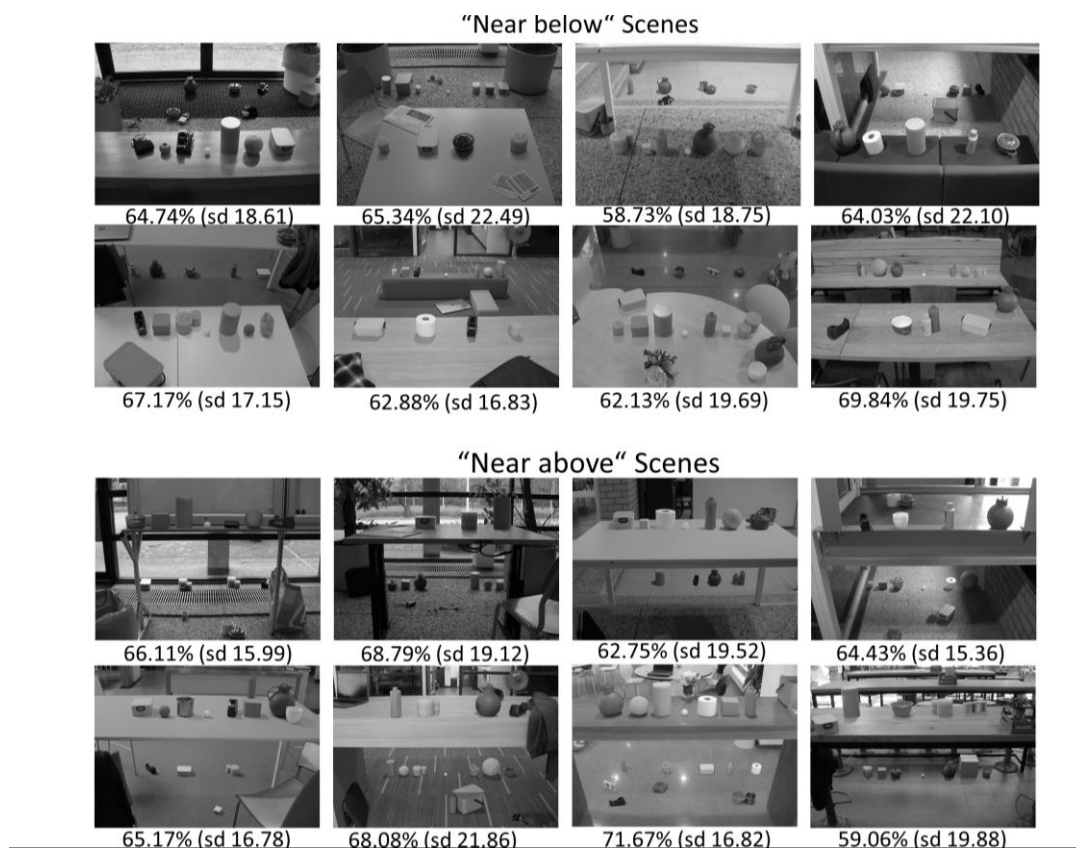 “Near below“ Scenes
64.74% (sd 18.61) 65.34% (sd 22.49) 58.73% (sd 18.75) 64.03% (sd 22.10)
67.17% (sd 17.15) 62.88% (sd 16.83) 62.13% (sd 19.69) 69.84% (sd 19.75)
“Near above“ Scenes
66.11% (sd 15.99) 68.79% (sd 19.12) 62.75% (sd 19.52) 64.43% (sd 15.36)
65.17% (sd 16.78) 68.08% (sd 21.86) 71.67% (sd 16.82) 59.06% (sd 19.88)